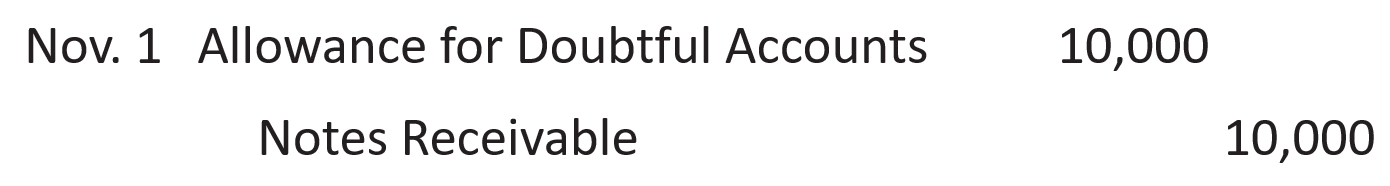 Nov. 1 Allowance for Doubtful Accounts 10,000
Notes Receivable 10,000